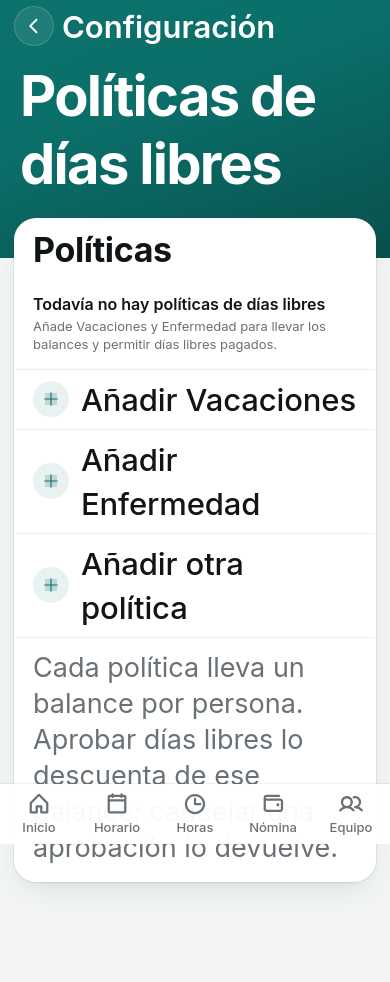 Configuración
Políticas de
días libres
Políticas
Todavía no hay políticas de días libres
Añade Vacaciones y Enfermedad para llevar los
balances y permitir días libres pagados.
Añadir Vacaciones
Añadir
Enfermedad
Añadir otra
política
Cada política lleva un
balance por persona.
Aprobar días libres lo
descuenta de ese
Inicio
Horario
Horas
Nómina
Equipo
aprobación lo devuelve.